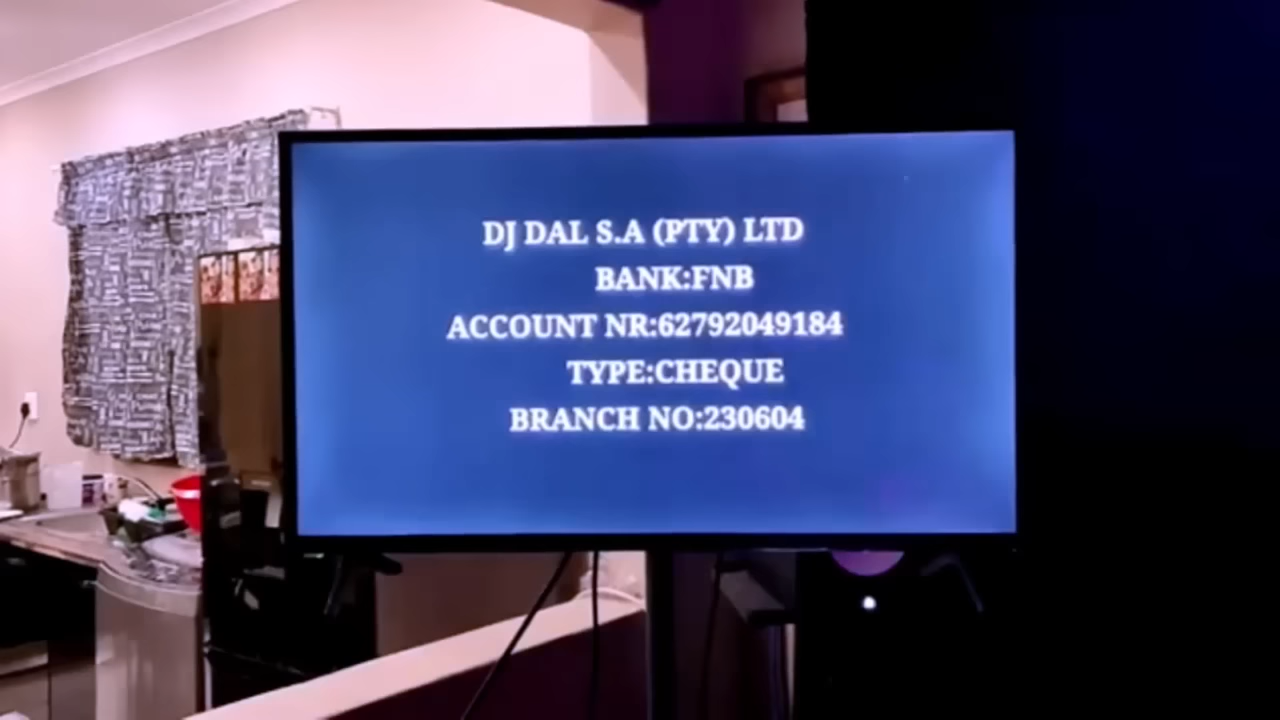 DJ DAL S.A (PTY) LTD
BANK:FNB
ACCOUNT NR:62792049184
TYPE:CHEQUE
BRANCH NO:230604